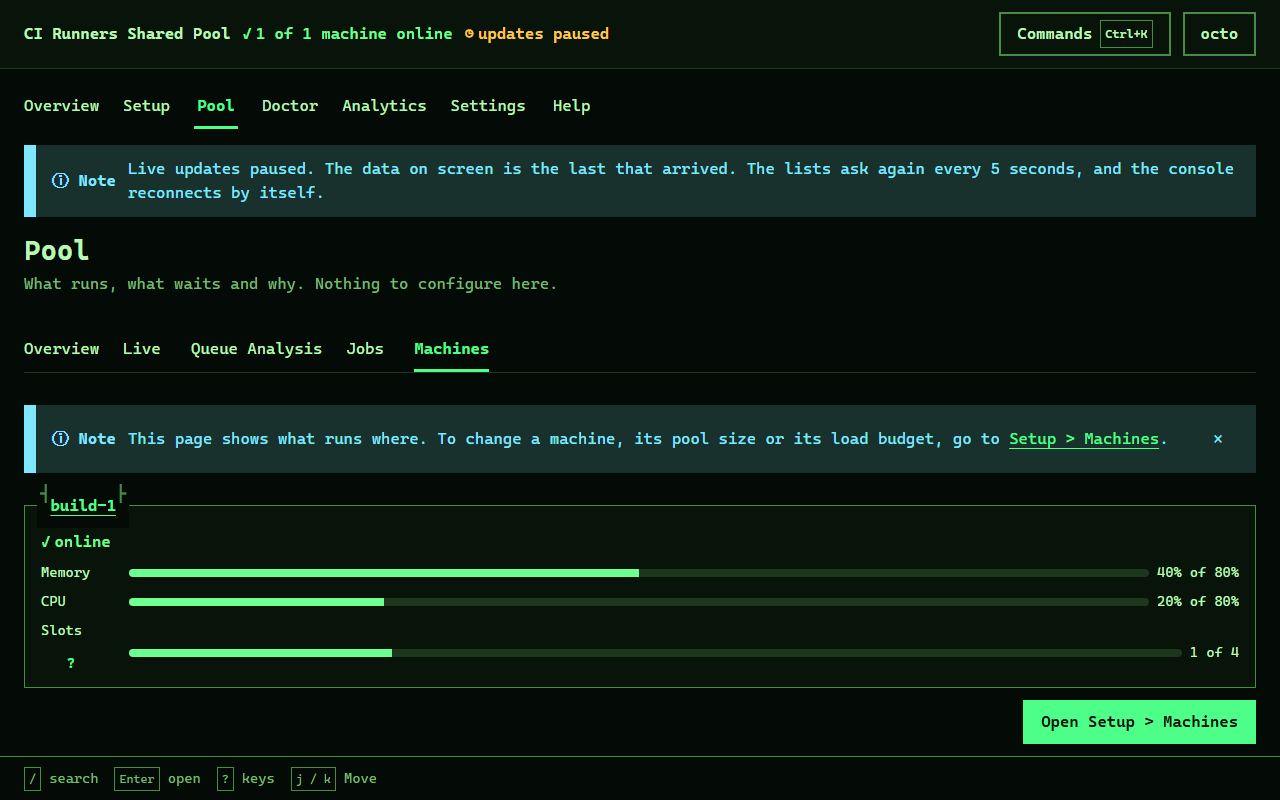 CI Runners Shared Pool ✓ 1 of 1 machine online ⊙ updates paused Commands Ctrl+K octo
Overview Setup Pool Doctor Analytics Settings Help
ⓘ Note Live updates paused. The data on screen is the last that arrived. The lists ask again every 5 seconds, and the console
reconnects by itself.
Pool
What runs, what waits and why. Nothing to configure here.
Overview Live Queue Analysis Jobs Machines
ⓘ Note This page shows what runs where. To change a machine, its pool size or its load budget, go to Setup > Machines. ×
┤build-1├
✓ online
Memory 40% of 80%
CPU 20% of 80%
Slots
? 1 of 4
Open Setup > Machines
/ search Enter open ? keys j / k Move